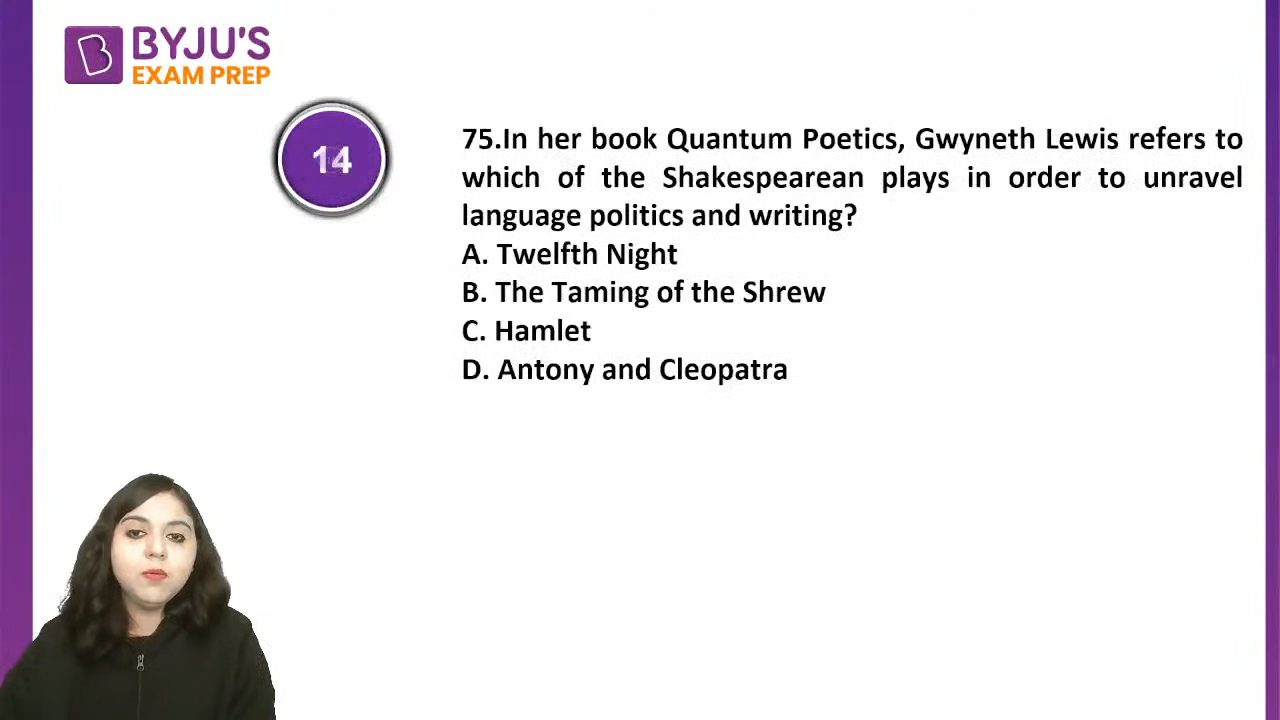 BYJU'S
EXAM PREP
14
75.In her book Quantum Poetics, Gwyneth Lewis refers to
which of the Shakespearean plays in order to unravel
language politics and writing?
A. Twelfth Night
B. The Taming of the Shrew
C. Hamlet
D. Antony and Cleopatra